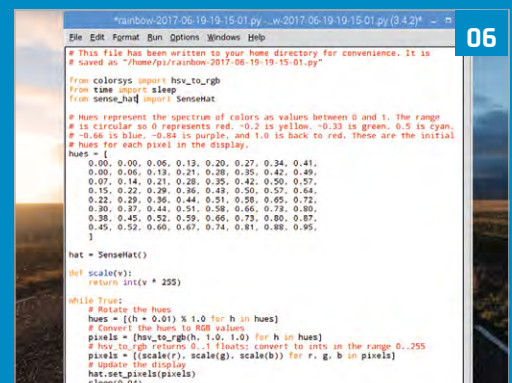 *rainbow-2017-06-19-19-15-01.py -...w-2017-06-19-19-15-01.py (3.4.2)*
06
File Edit Format Run Options Windows Help
# This file has been written to your home directory for convenience. It is
# saved as "/home/pi/rainbow-2017-06-19-19-15-01.py"
from colorsys import hsv_to_rgb
from time import sleep
from sense_hat import SenseHat
# Hues represent the spectrum of colors as values between 0 and 1. The range
# is circular so 0 represents red, ~0.2 is yellow, ~0.33 is green, 0.5 is cyan,
# ~0.66 is blue, ~0.84 is purple, and 1.0 is back to red. These are the initial
# hues for each pixel in the display.
hues = [
0.00, 0.00, 0.06, 0.13, 0.20, 0.27, 0.34, 0.41,
0.00, 0.06, 0.13, 0.21, 0.28, 0.35, 0.42, 0.49,
0.07, 0.14, 0.21, 0.28, 0.35, 0.42, 0.50, 0.57,
0.15, 0.22, 0.29, 0.36, 0.43, 0.50, 0.57, 0.64,
0.22, 0.29, 0.36, 0.44, 0.51, 0.58, 0.65, 0.72,
0.30, 0.37, 0.44, 0.51, 0.58, 0.66, 0.73, 0.80,
0.38, 0.45, 0.52, 0.59, 0.66, 0.73, 0.80, 0.87,
0.45, 0.52, 0.60, 0.67, 0.74, 0.81, 0.88, 0.95,
]
hat = SenseHat()
def scale(v):
return int(v * 255)
while True:
# Rotate the hues
hues = [(h + 0.01) % 1.0 for h in hues]
# Convert the hues to RGB values
pixels = [hsv_to_rgb(h, 1.0, 1.0) for h in hues]
# hsv_to_rgb returns 0..1 floats; convert to ints in the range 0..255
pixels = [(scale(r), scale(g), scale(b)) for r, g, b in pixels]
# Update the display
hat.set_pixels(pixels)
sleep(0.04)